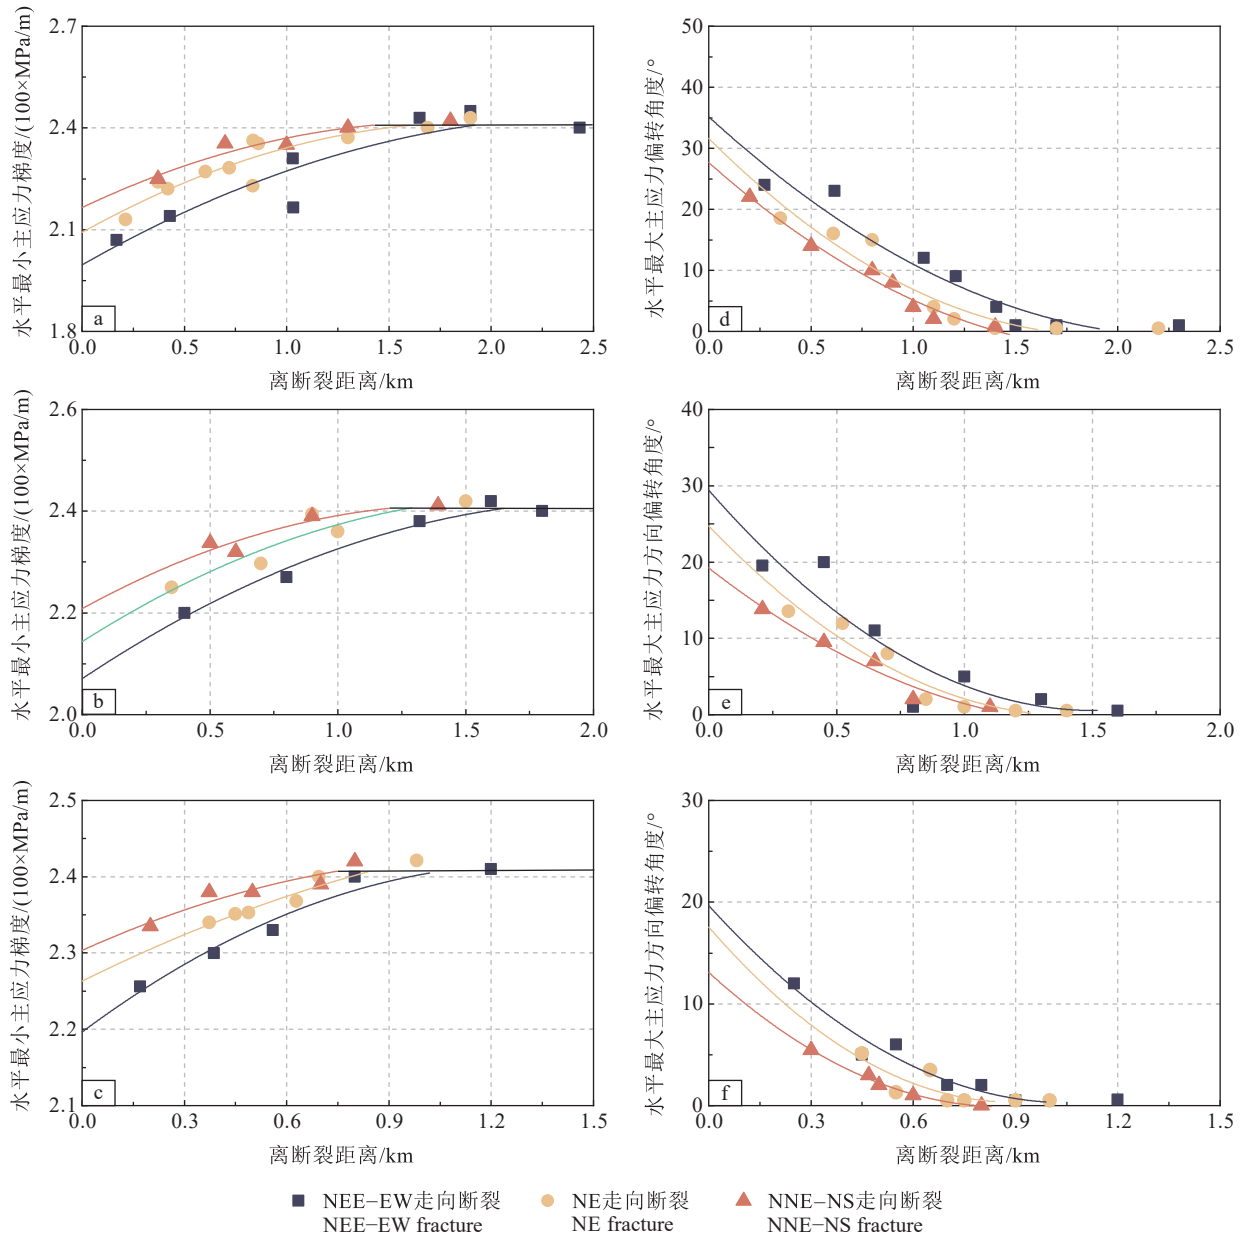 水平最小主应力梯度/(100×MPa/m)
2.7
2.4
2.1
1.8
a
0.0
0.5
1.0
1.5
2.0
2.5
离断裂距离/km
水平最大主应力偏转角度/°
50
40
30
20
10
0
d
0.0
0.5
1.0
1.5
2.0
2.5
离断裂距离/km
水平最小主应力梯度/(100×MPa/m)
2.6
2.4
2.2
2.0
b
0.0
0.5
1.0
1.5
2.0
离断裂距离/km
水平最大主应力方向偏转角度/°
40
30
20
10
0
e
0.0
0.5
1.0
1.5
2.0
离断裂距离/km
水平最小主应力梯度/(100×MPa/m)
2.5
2.4
2.3
2.2
2.1
c
0.0
0.3
0.6
0.9
1.2
1.5
离断裂距离/km
水平最大主应力方向偏转角度/°
30
20
10
0
f
0.0
0.3
0.6
0.9
1.2
1.5
离断裂距离/km
NEE−EW走向断裂
NEE−EW fracture
NE走向断裂
NE fracture
NNE−NS走向断裂
NNE−NS fracture